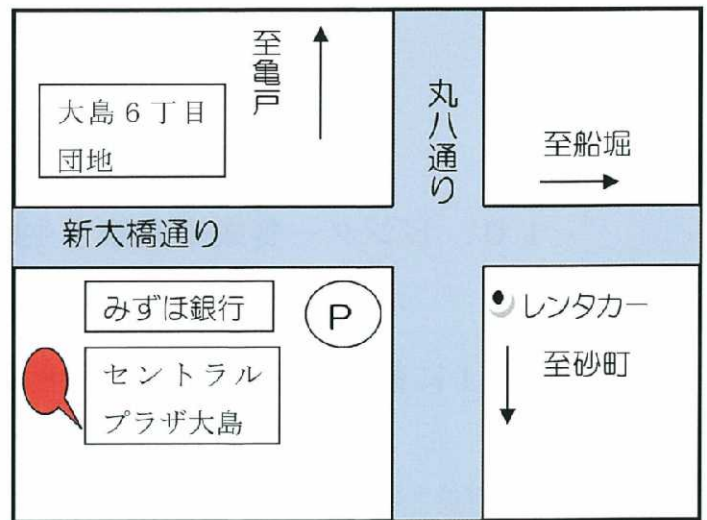 至亀戸
大島６丁目
団地
丸八通り
至船堀
新大橋通り
みずほ銀行
P
レンタカー
セントラル
プラザ大島
至砂町